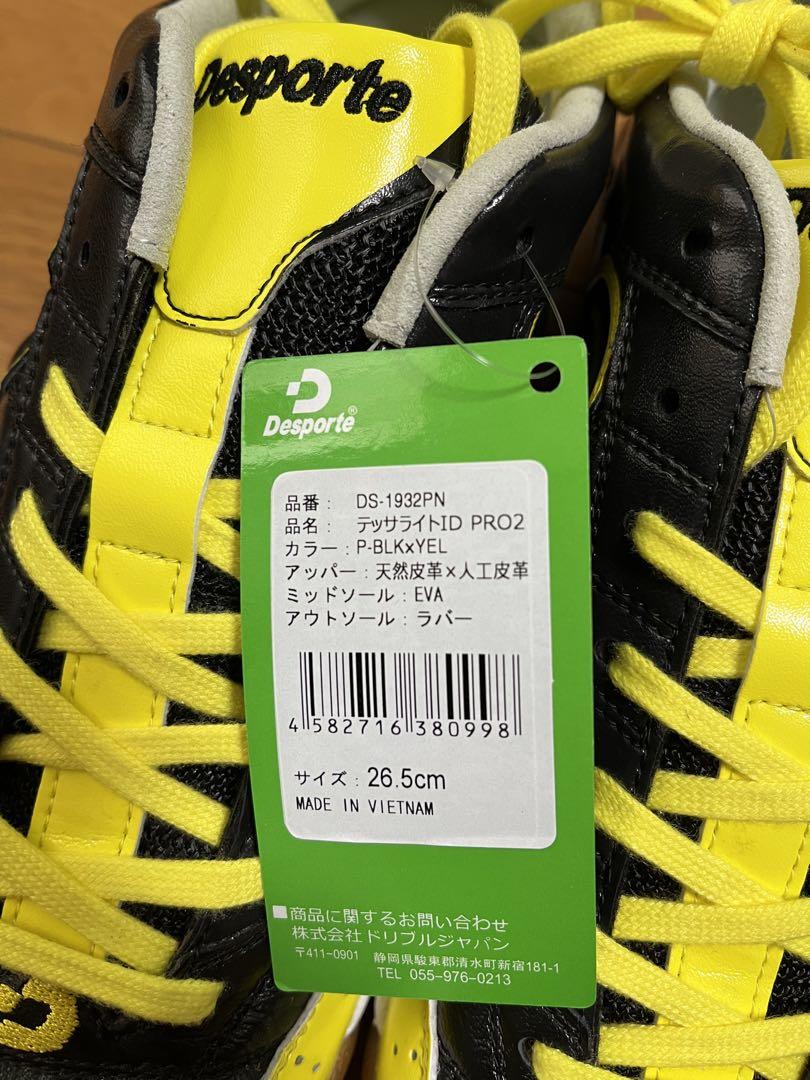 Desporte
Desporte®
品番： DS-1932PN
品名： テッサライトID PRO2
カラー：P-BLK×YEL
アッパー：天然皮革×人工皮革
ミッドソール：EVA
アウトソール：ラバー
4 582716 380998
サイズ：26.5cm
MADE IN VIETNAM
■商品に関するお問い合わせ
株式会社ドリブルジャパン
〒411-0901 静岡県駿東郡清水町新宿181-1
TEL 055-976-0213